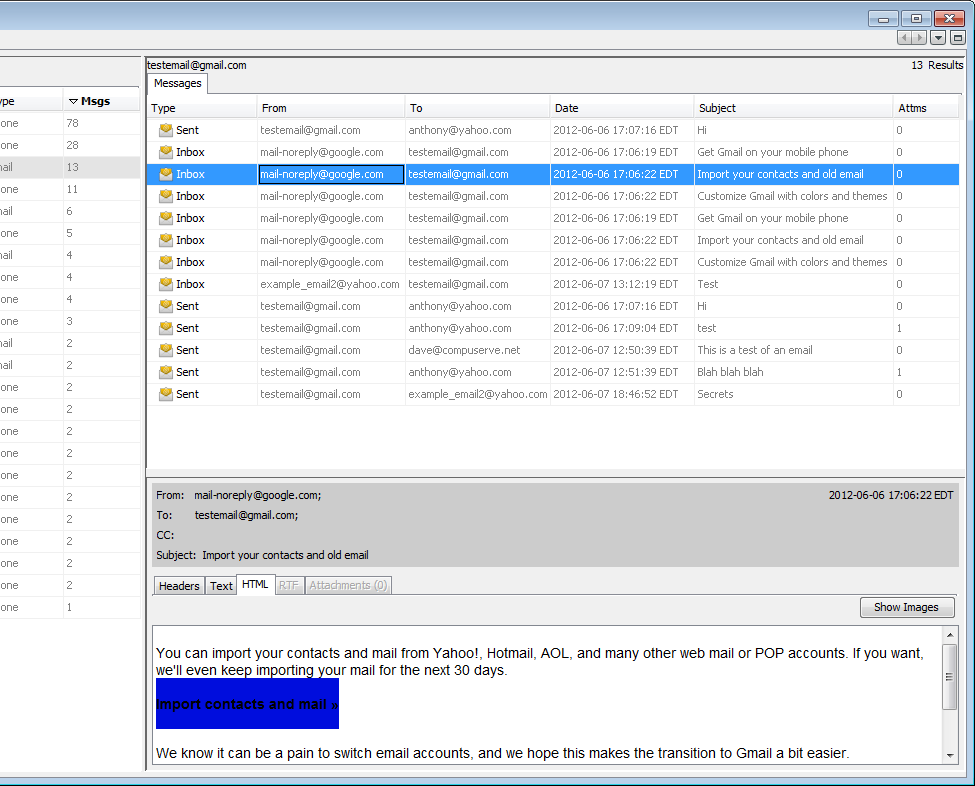 testemail@gmail.com 13 Results
Messages
ype Msgs
one 78
one 28
ail 13
one 11
ail 6
one 5
ail 4
one 4
one 4
one 3
ail 2
ail 2
one 2
one 2
one 2
one 2
one 2
one 2
one 2
one 2
one 2
one 2
one 1
Type From To Date Subject Attms
Sent testemail@gmail.com anthony@yahoo.com 2012-06-06 17:07:16 EDT Hi 0
Inbox mail-noreply@google.com testemail@gmail.com 2012-06-06 17:06:19 EDT Get Gmail on your mobile phone 0
Inbox mail-noreply@google.com testemail@gmail.com 2012-06-06 17:06:22 EDT Import your contacts and old email 0
Inbox mail-noreply@google.com testemail@gmail.com 2012-06-06 17:06:22 EDT Customize Gmail with colors and themes 0
Inbox mail-noreply@google.com testemail@gmail.com 2012-06-06 17:06:19 EDT Get Gmail on your mobile phone 0
Inbox mail-noreply@google.com testemail@gmail.com 2012-06-06 17:06:22 EDT Import your contacts and old email 0
Inbox mail-noreply@google.com testemail@gmail.com 2012-06-06 17:06:22 EDT Customize Gmail with colors and themes 0
Inbox example_email2@yahoo.com testemail@gmail.com 2012-06-07 13:12:19 EDT Test 0
Sent testemail@gmail.com anthony@yahoo.com 2012-06-06 17:07:16 EDT Hi 0
Sent testemail@gmail.com anthony@yahoo.com 2012-06-06 17:09:04 EDT test 1
Sent testemail@gmail.com dave@compuserve.net 2012-06-07 12:50:39 EDT This is a test of an email 0
Sent testemail@gmail.com anthony@yahoo.com 2012-06-07 12:51:39 EDT Blah blah blah 1
Sent testemail@gmail.com example_email2@yahoo.com 2012-06-07 18:46:52 EDT Secrets 0
From: mail-noreply@google.com; 2012-06-06 17:06:22 EDT
To: testemail@gmail.com;
CC:
Subject: Import your contacts and old email
Headers Text HTML RTF Attachments (0)
Show Images
You can import your contacts and mail from Yahoo!, Hotmail, AOL, and many other web mail or POP accounts. If you want,
we'll even keep importing your mail for the next 30 days.
Import contacts and mail »
We know it can be a pain to switch email accounts, and we hope this makes the transition to Gmail a bit easier.